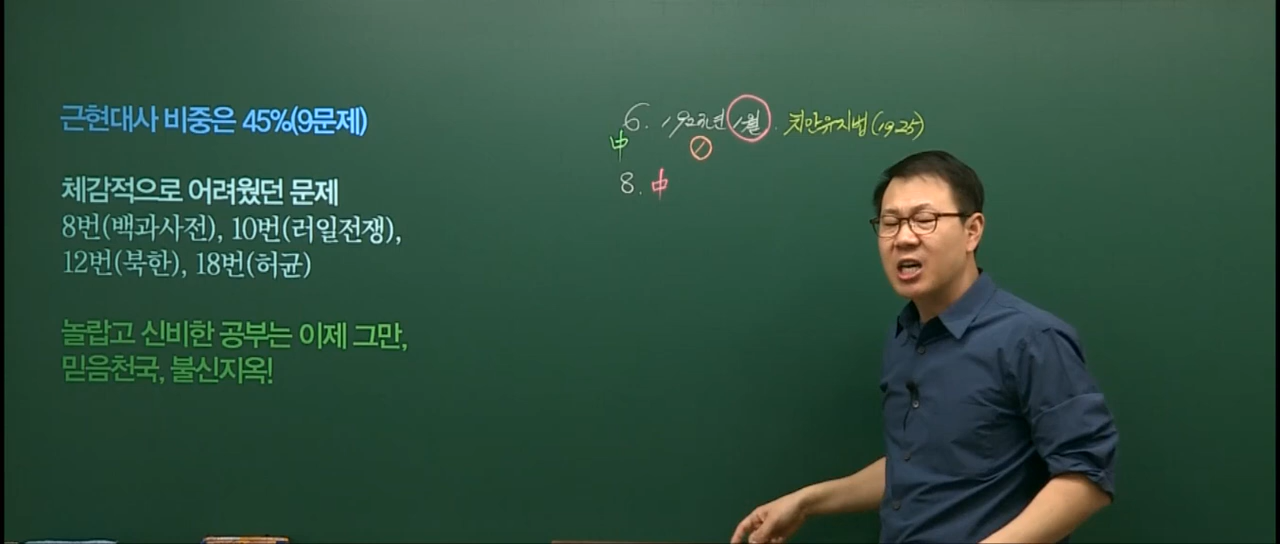 근현대사 비중은 45%(9문제)
체감적으로 어려웠던 문제
8번(백과사전), 10번(러일전쟁),
12번(북한), 18번(허균)
놀랍고 신비한 공부는 이제 그만,
믿음천국, 불신지옥!
6. 년 1월. 치안유지법(1925)
中 ①
8. 中